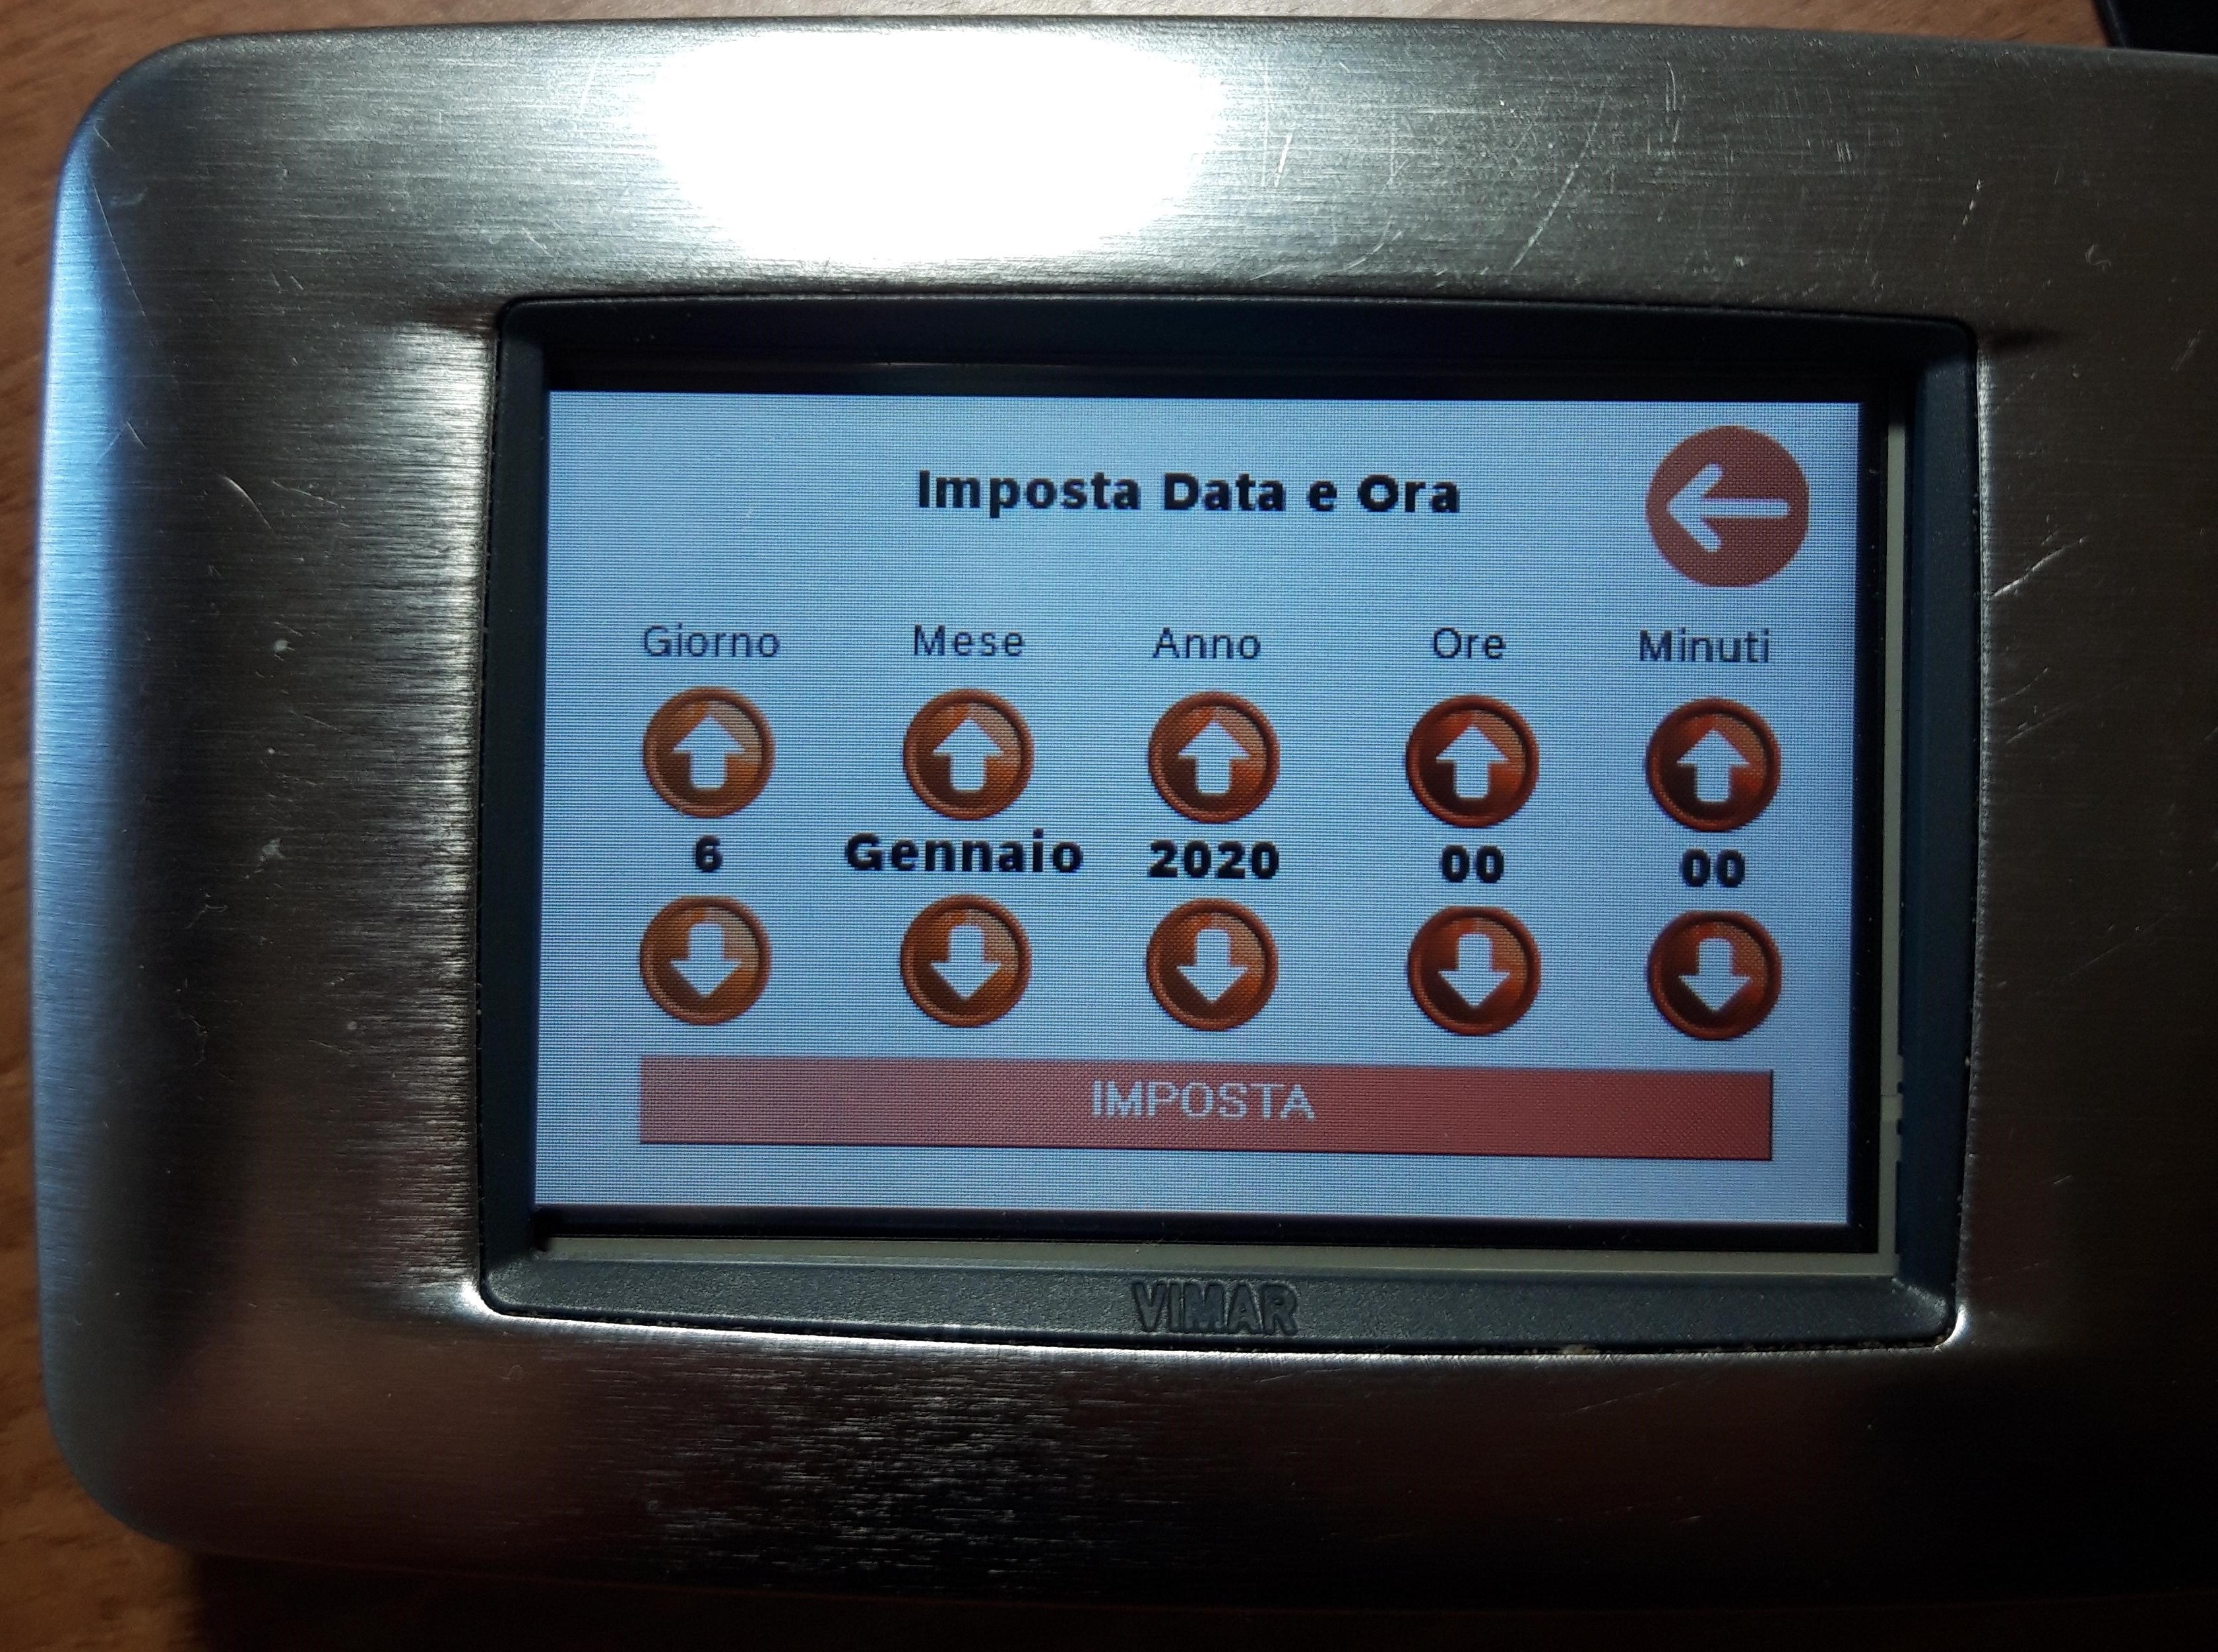 Imposta Data e Ora
Giorno Mese Anno Ore Minuti
6 Gennaio 2020 00 00
IMPOSTA
VIMAR